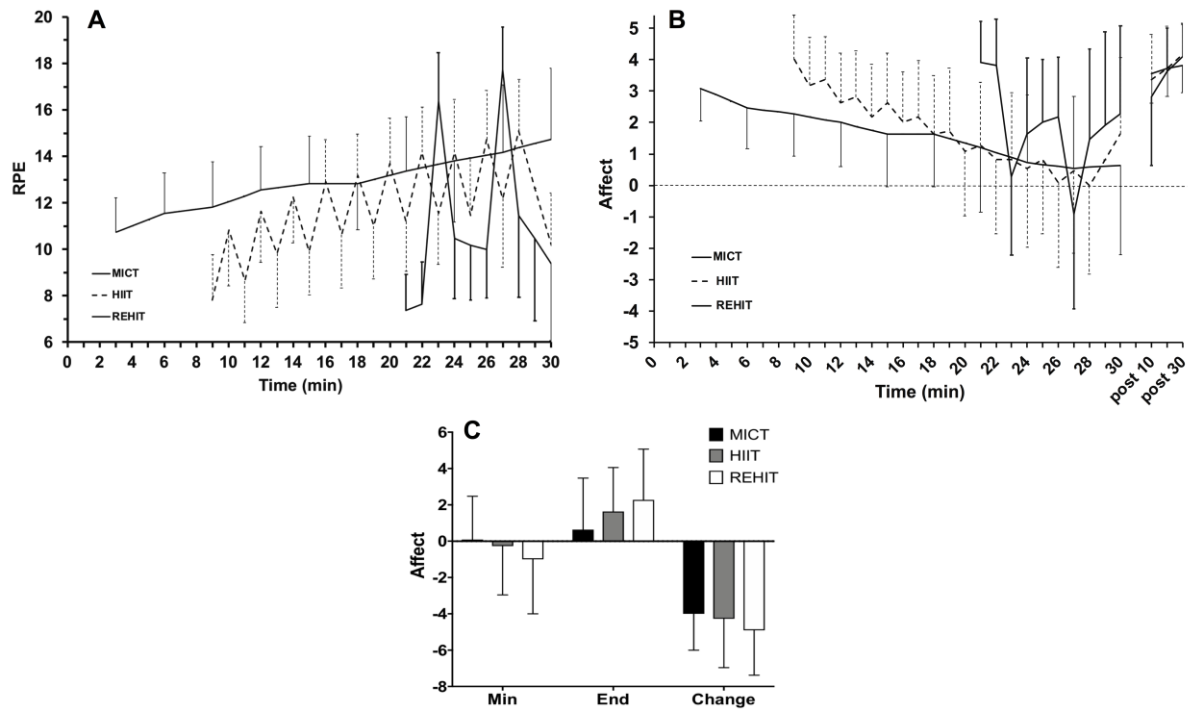 A
RPE
20
18
16
14
12
10
8
6
MICT
HIIT
REHIT
0 2 4 6 8 10 12 14 16 18 20 22 24 26 28 30
Time (min)
B
Affect
5
4
3
2
1
0
-1
-2
-3
-4
-5
MICT
HIIT
REHIT
0 2 4 6 8 10 12 14 16 18 20 22 24 26 28 30 post 10 post 30
Time (min)
C
Affect
6
4
2
0
-2
-4
-6
-8
MICT
HIIT
REHIT
Min End Change